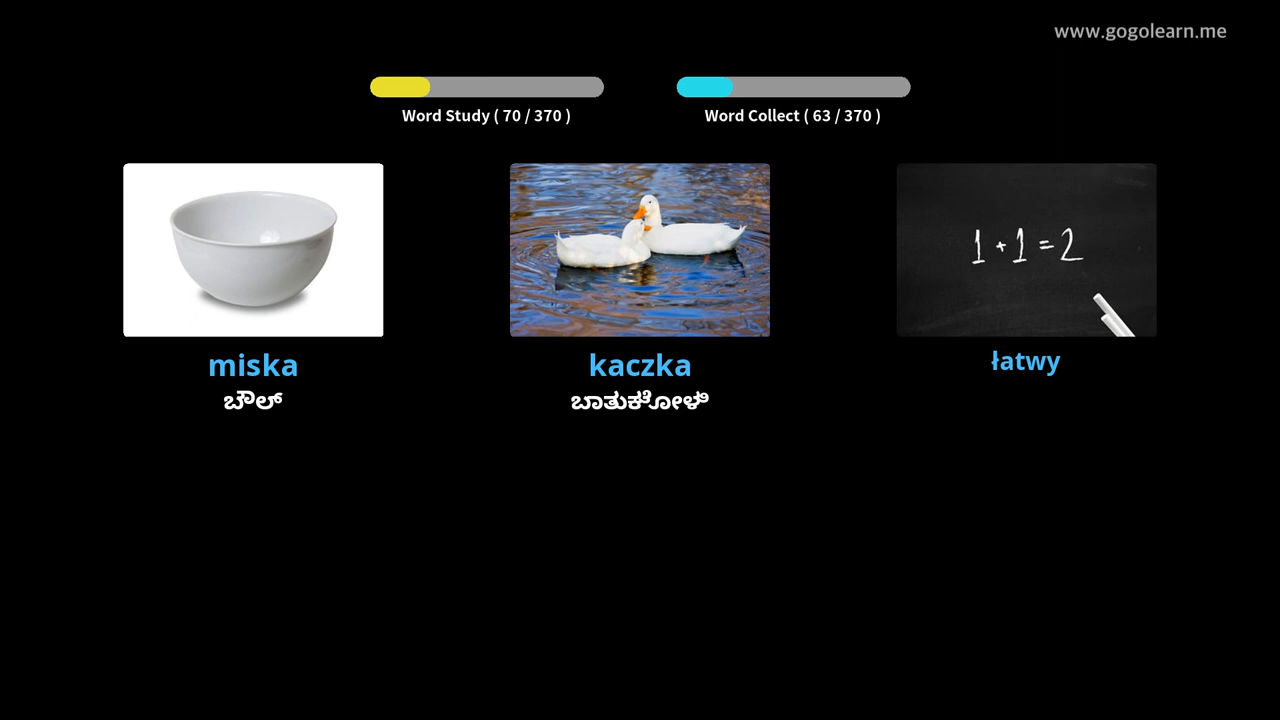 www.gogolearn.me
Word Study ( 70 / 370 )
Word Collect ( 63 / 370 )
1 + 1 = 2
miska
kaczka
łatwy
ಬೌಲ್
ಬಾತುಕೋಳಿ